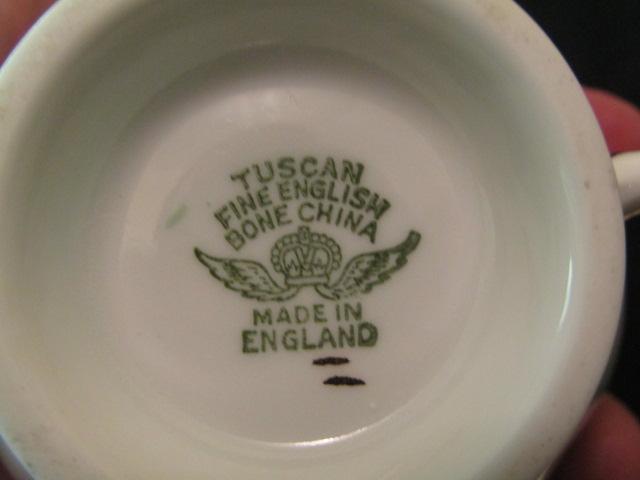 TUSCAN
FINE ENGLISH
BONE CHINA
MADE IN
ENGLAND